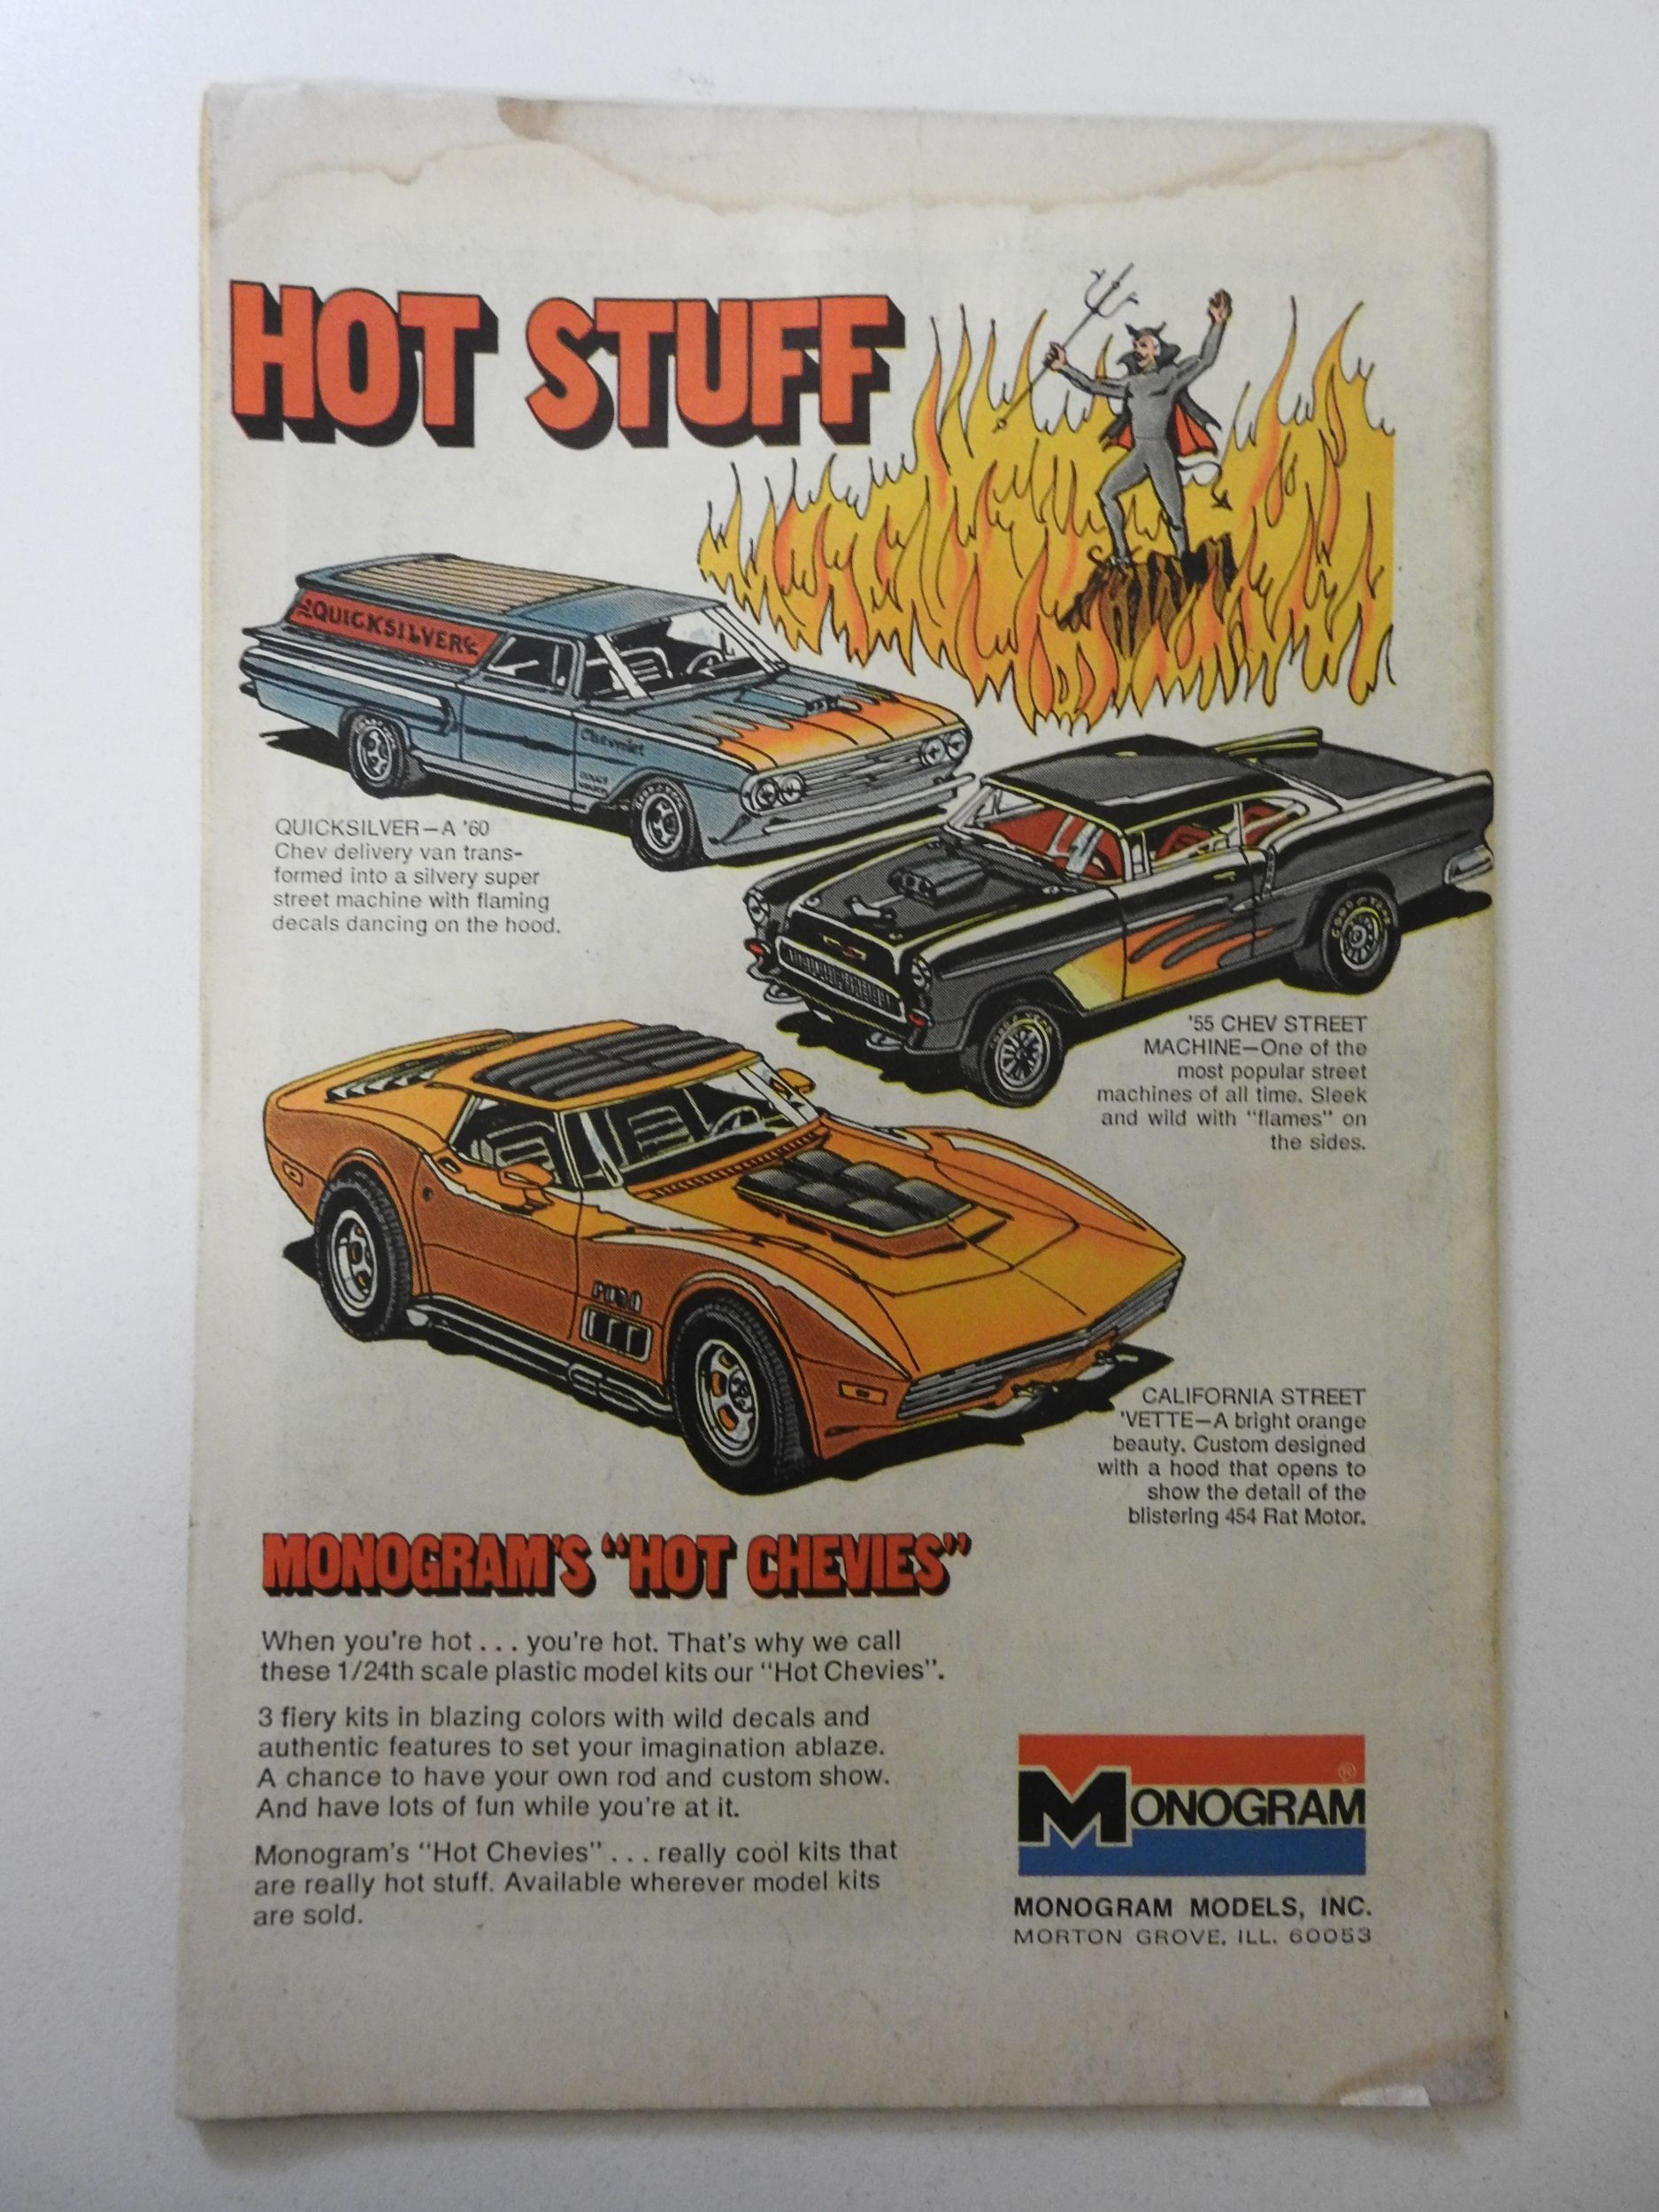 HOT STUFF
QUICKSILVER
Chevrolet
QUICKSILVER—A '60
Chev delivery van trans-
formed into a silvery super
street machine with flaming
decals dancing on the hood.
GOOD YEAR
'55 CHEV STREET
MACHINE—One of the
most popular street
machines of all time. Sleek
and wild with "flames" on
the sides.
CALIFORNIA STREET
'VETTE—A bright orange
beauty. Custom designed
with a hood that opens to
show the detail of the
blistering 454 Rat Motor.
MONOGRAM'S "HOT CHEVIES"
When you're hot . . . you're hot. That's why we call
these 1/24th scale plastic model kits our "Hot Chevies".
3 fiery kits in blazing colors with wild decals and
authentic features to set your imagination ablaze.
A chance to have your own rod and custom show.
And have lots of fun while you're at it.
Monogram's "Hot Chevies" . . . really cool kits that
are really hot stuff. Available wherever model kits
are sold.
MONOGRAM®
MONOGRAM MODELS, INC.
MORTON GROVE, ILL. 60053